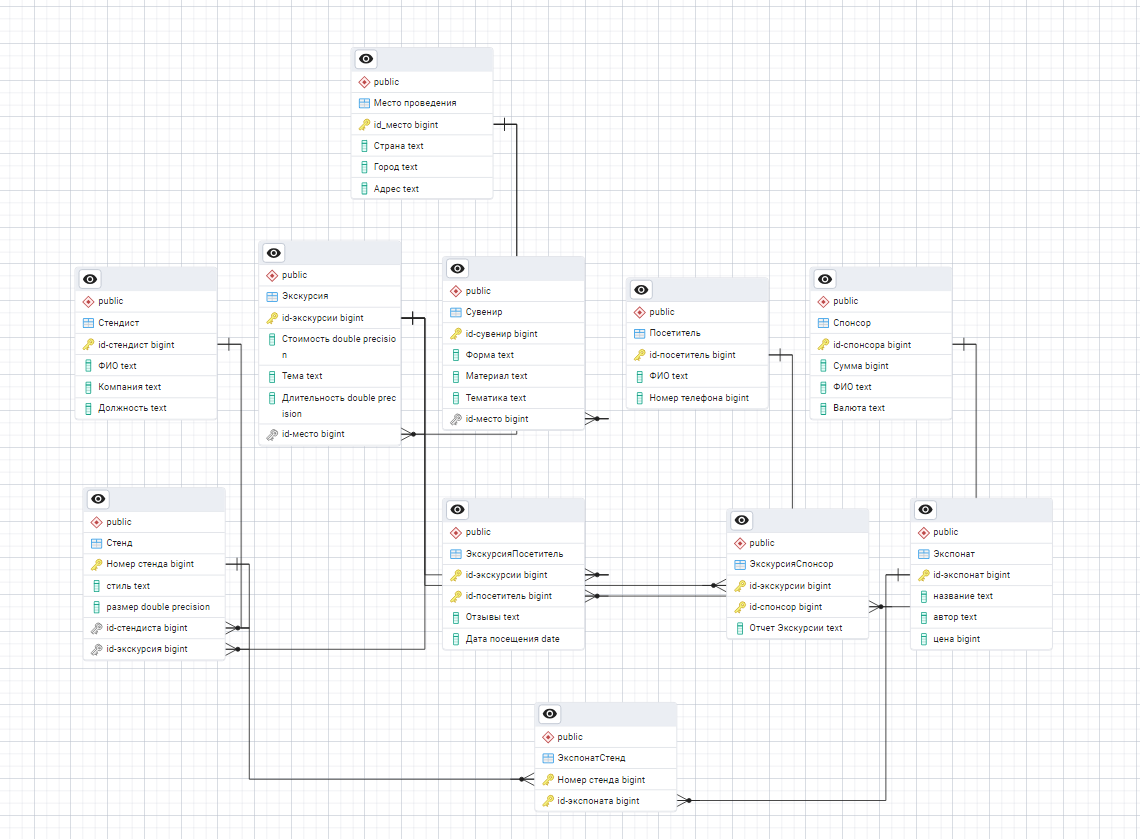 public
Место проведения
id_место bigint
Страна text
Город text
Адрес text
public
Стендист
id-стендист bigint
ФИО text
Компания text
Должность text
public
Экскурсия
id-экскурсии bigint
Стоимость double precisio
n
Тема text
Длительность double prec
ision
id-место bigint
public
Сувенир
id-сувенир bigint
Форма text
Материал text
Тематика text
id-место bigint
public
Посетитель
id-посетитель bigint
ФИО text
Номер телефона bigint
public
Спонсор
id-спонсора bigint
Сумма bigint
ФИО text
Валюта text
public
Стенд
Номер стенда bigint
стиль text
размер double precision
id-стендиста bigint
id-экскурсия bigint
public
ЭкскурсияПосетитель
id-экскурсии bigint
id-посетитель bigint
Отзывы text
Дата посещения date
public
ЭкскурсияСпонсор
id-экскурсии bigint
id-спонсор bigint
Отчет Экскурсии text
public
Экспонат
id-экспонат bigint
название text
автор text
цена bigint
public
ЭкспонатСтенд
Номер стенда bigint
id-экспоната bigint